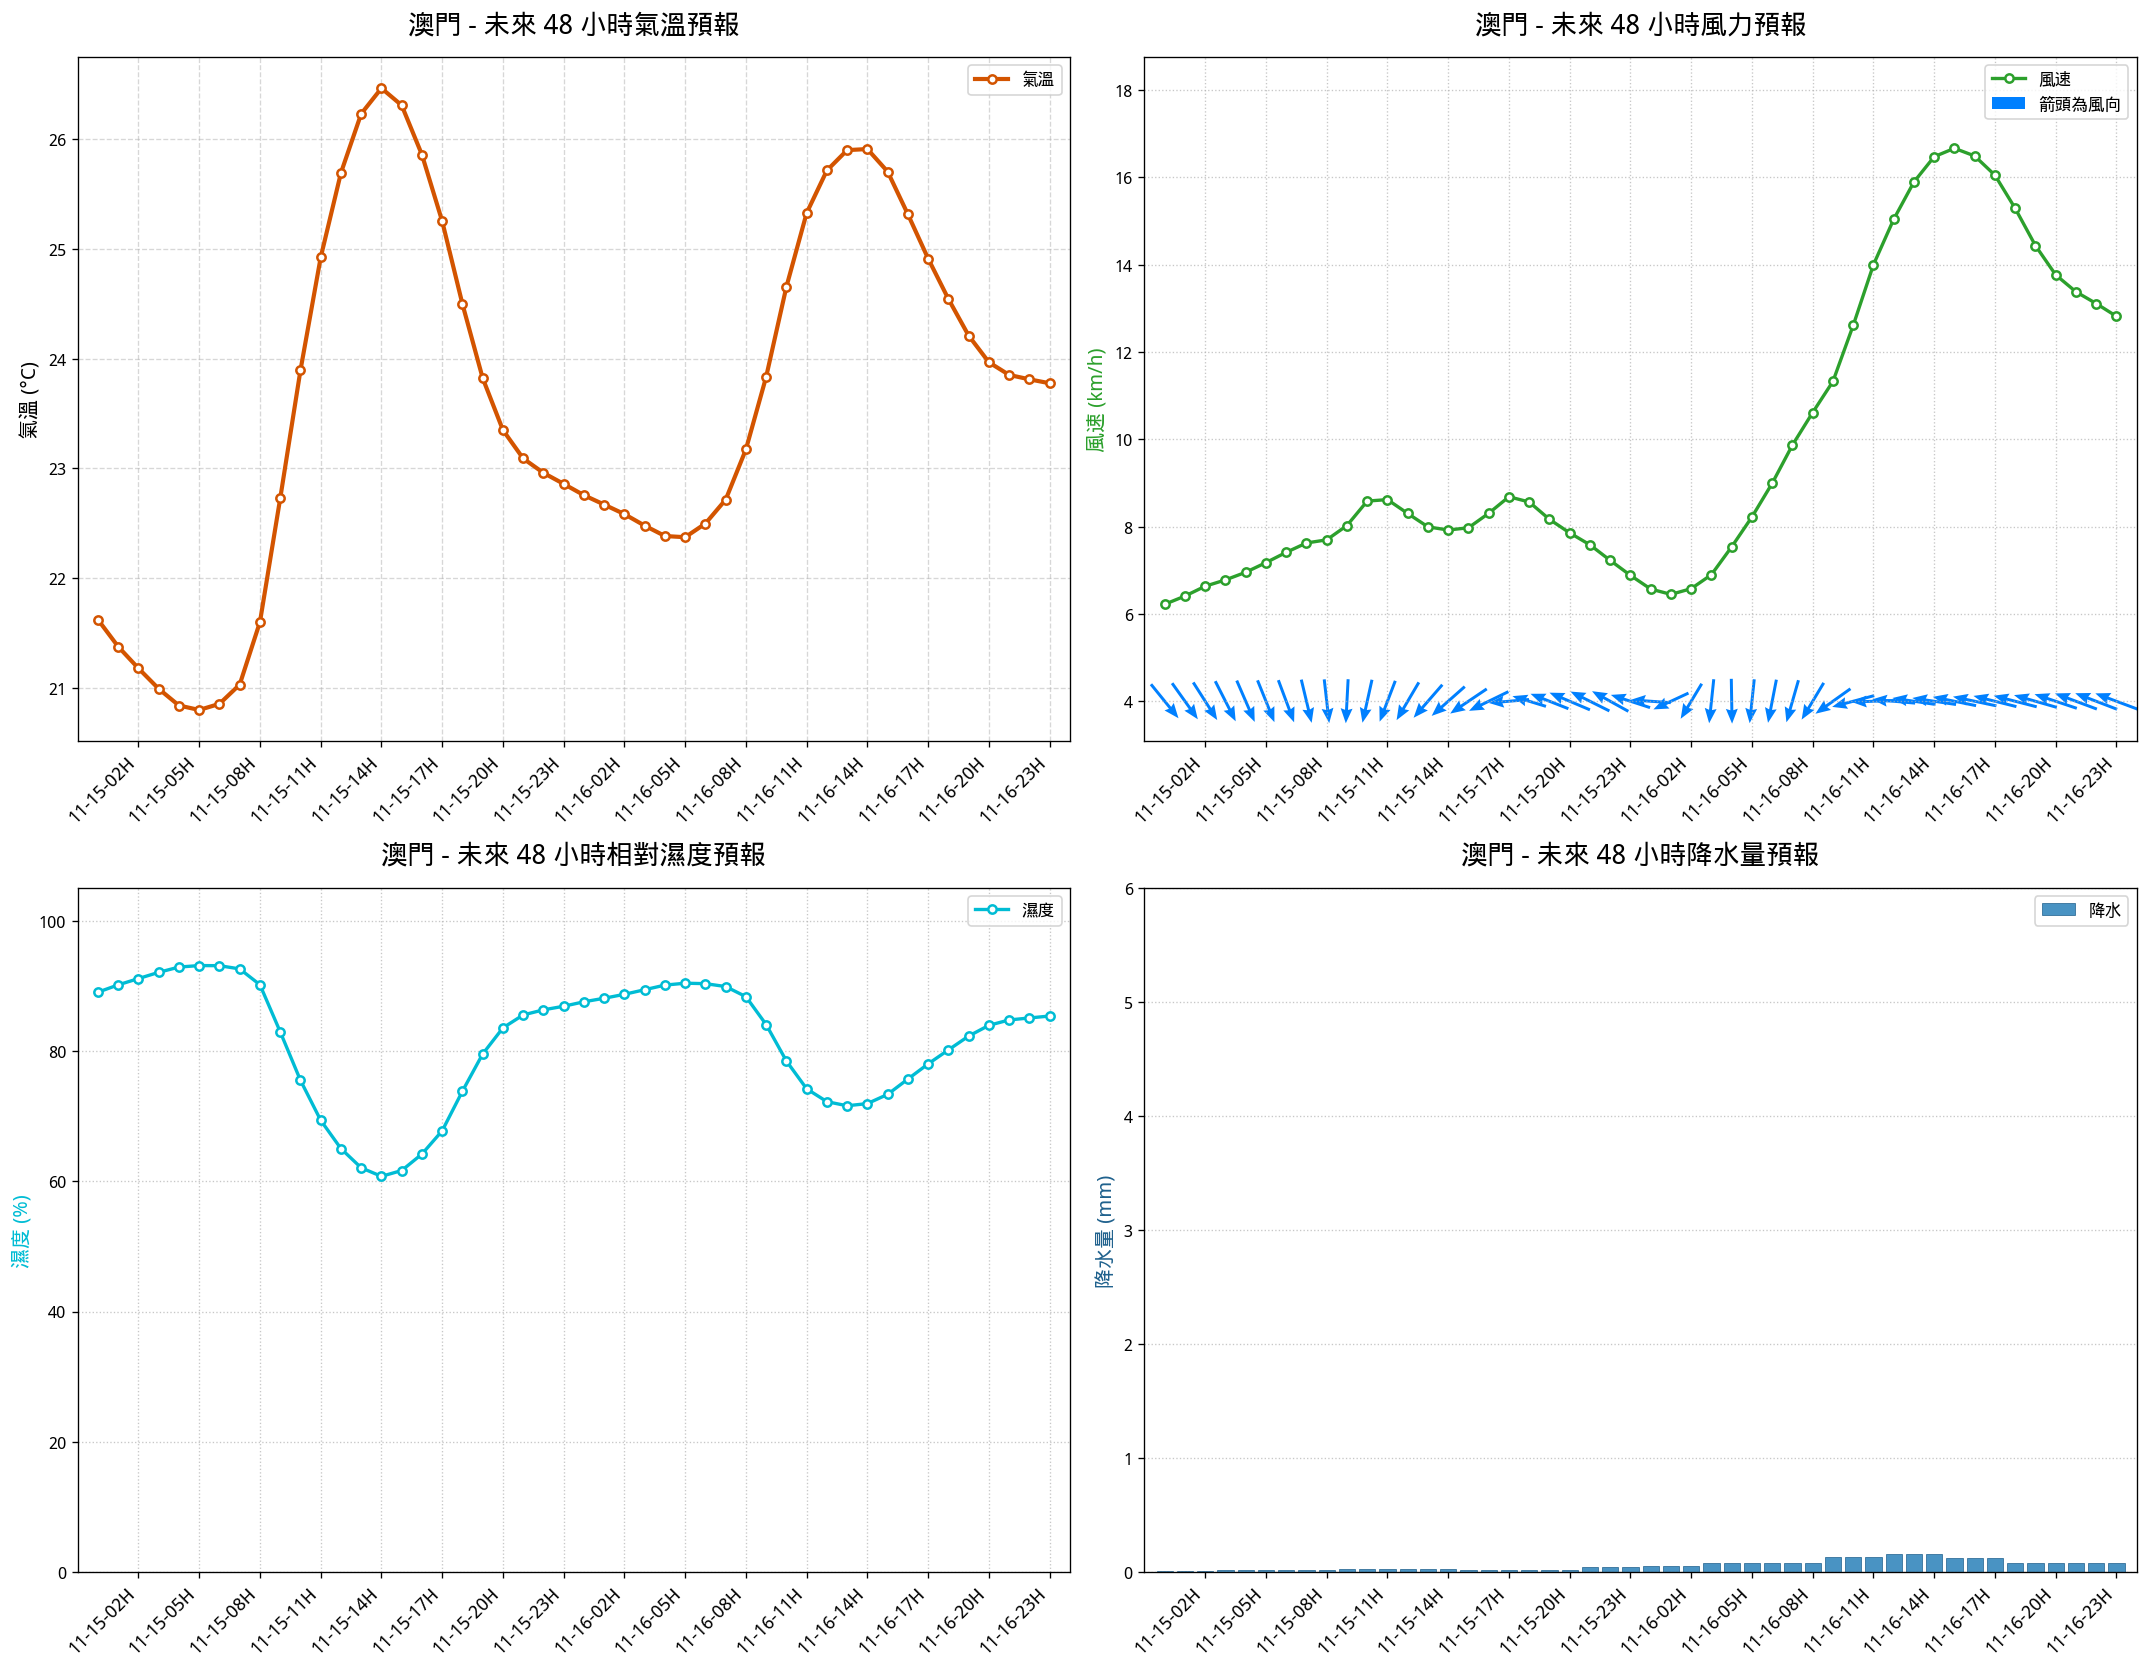 澳門 - 未來 48 小時氣溫預報
氣溫
氣溫 (°C)
26
25
24
23
22
21
11-15-02H
11-15-05H
11-15-08H
11-15-11H
11-15-14H
11-15-17H
11-15-20H
11-15-23H
11-16-02H
11-16-05H
11-16-08H
11-16-11H
11-16-14H
11-16-17H
11-16-20H
11-16-23H
澳門 - 未來 48 小時風力預報
風速
箭頭為風向
風速 (km/h)
18
16
14
12
10
8
6
4
11-15-02H
11-15-05H
11-15-08H
11-15-11H
11-15-14H
11-15-17H
11-15-20H
11-15-23H
11-16-02H
11-16-05H
11-16-08H
11-16-11H
11-16-14H
11-16-17H
11-16-20H
11-16-23H
澳門 - 未來 48 小時相對濕度預報
濕度
濕度 (%)
100
80
60
40
20
0
11-15-02H
11-15-05H
11-15-08H
11-15-11H
11-15-14H
11-15-17H
11-15-20H
11-15-23H
11-16-02H
11-16-05H
11-16-08H
11-16-11H
11-16-14H
11-16-17H
11-16-20H
11-16-23H
澳門 - 未來 48 小時降水量預報
降水
降水量 (mm)
6
5
4
3
2
1
0
11-15-02H
11-15-05H
11-15-08H
11-15-11H
11-15-14H
11-15-17H
11-15-20H
11-15-23H
11-16-02H
11-16-05H
11-16-08H
11-16-11H
11-16-14H
11-16-17H
11-16-20H
11-16-23H